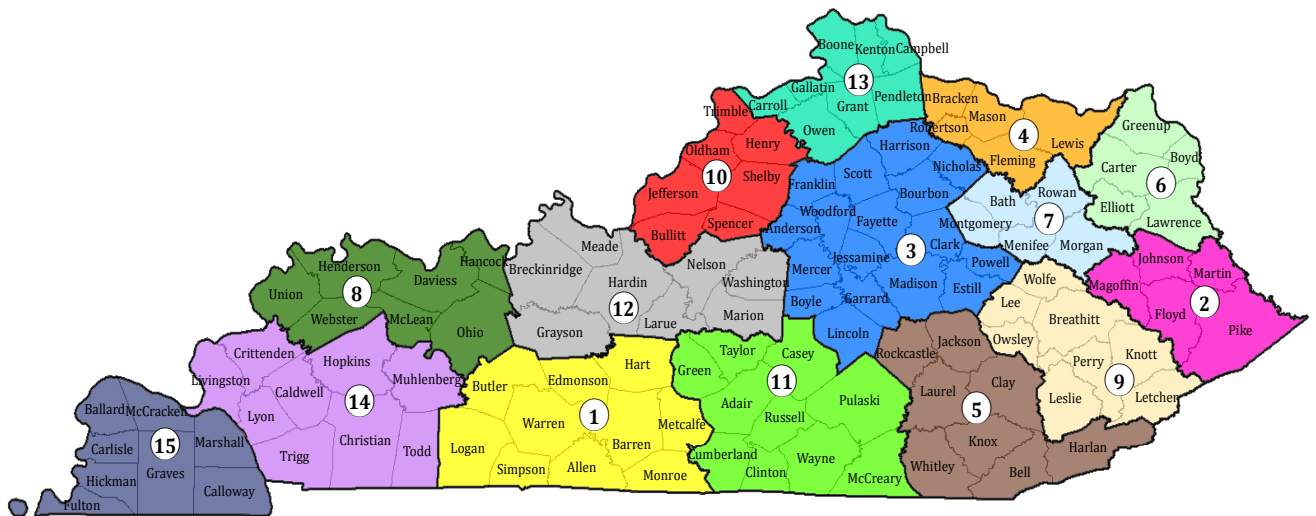 Boone
Kenton
Campbell
13
Gallatin
Grant
Pendleton
Carroll
Owen
Trimble
Henry
Oldham
10
Shelby
Jefferson
Spencer
Bullitt
Bracken
Mason
Robertson
4
Lewis
Fleming
Greenup
Boyd
Carter
6
Elliott
Lawrence
Harrison
Nicholas
Scott
Franklin
Bourbon
Woodford
Fayette
Anderson
Clark
3
Jessamine
Mercer
Powell
Madison
Estill
Boyle
Garrard
Lincoln
Rowan
Bath
7
Montgomery
Menifee
Morgan
Johnson
Martin
Magoffin
2
Floyd
Pike
Meade
Breckinridge
Nelson
Hardin
Washington
12
Marion
Larue
Grayson
Hancock
Henderson
Daviess
8
Union
Webster
McLean
Ohio
Wolfe
Lee
Breathitt
Owsley
Perry
Knott
9
Leslie
Letcher
Jackson
Rockcastle
Clay
Laurel
5
Knox
Harlan
Whitley
Bell
Taylor
Casey
Green
11
Adair
Pulaski
Russell
Cumberland
Wayne
Clinton
McCreary
Hart
Edmonson
Butler
1
Warren
Metcalfe
Logan
Barren
Simpson
Allen
Monroe
Crittenden
Hopkins
Livingston
Muhlenberg
Caldwell
14
Lyon
Christian
Trigg
Todd
Ballard
McCracken
15
Marshall
Carlisle
Graves
Hickman
Calloway
Fulton